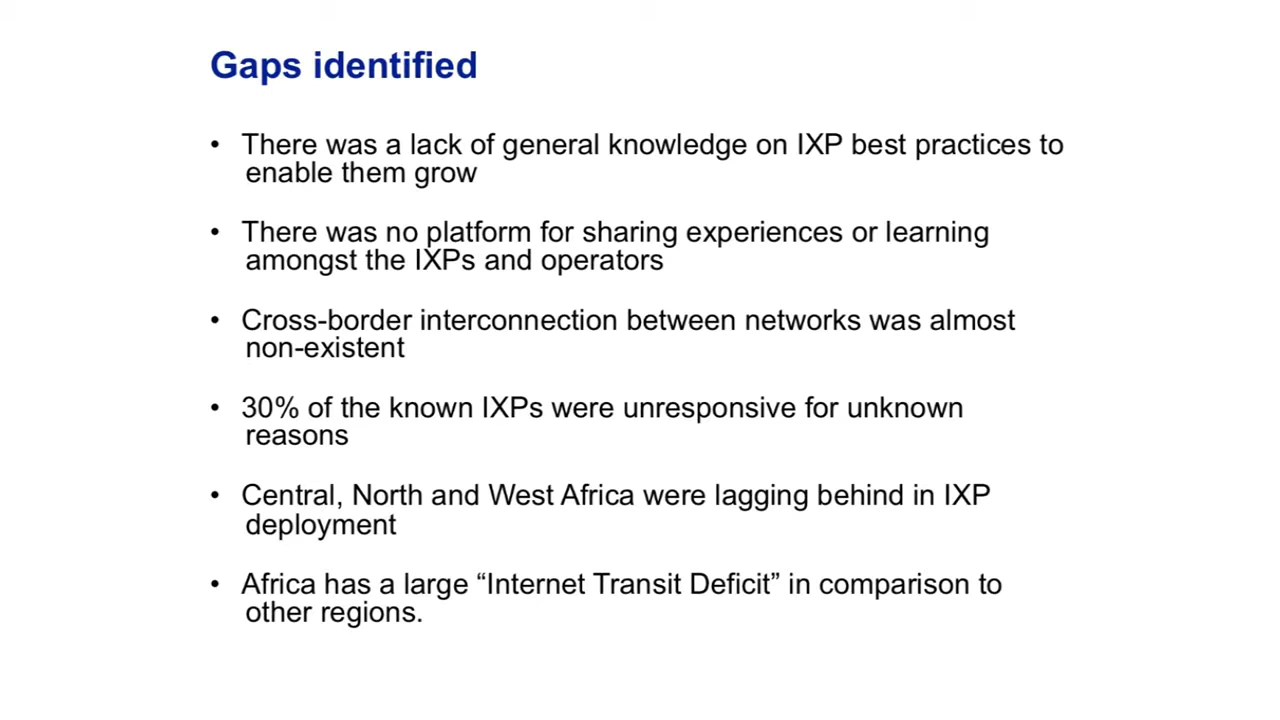 Gaps identified
• There was a lack of general knowledge on IXP best practices to
enable them grow
• There was no platform for sharing experiences or learning
amongst the IXPs and operators
• Cross-border interconnection between networks was almost
non-existent
• 30% of the known IXPs were unresponsive for unknown
reasons
• Central, North and West Africa were lagging behind in IXP
deployment
• Africa has a large “Internet Transit Deficit” in comparison to
other regions.